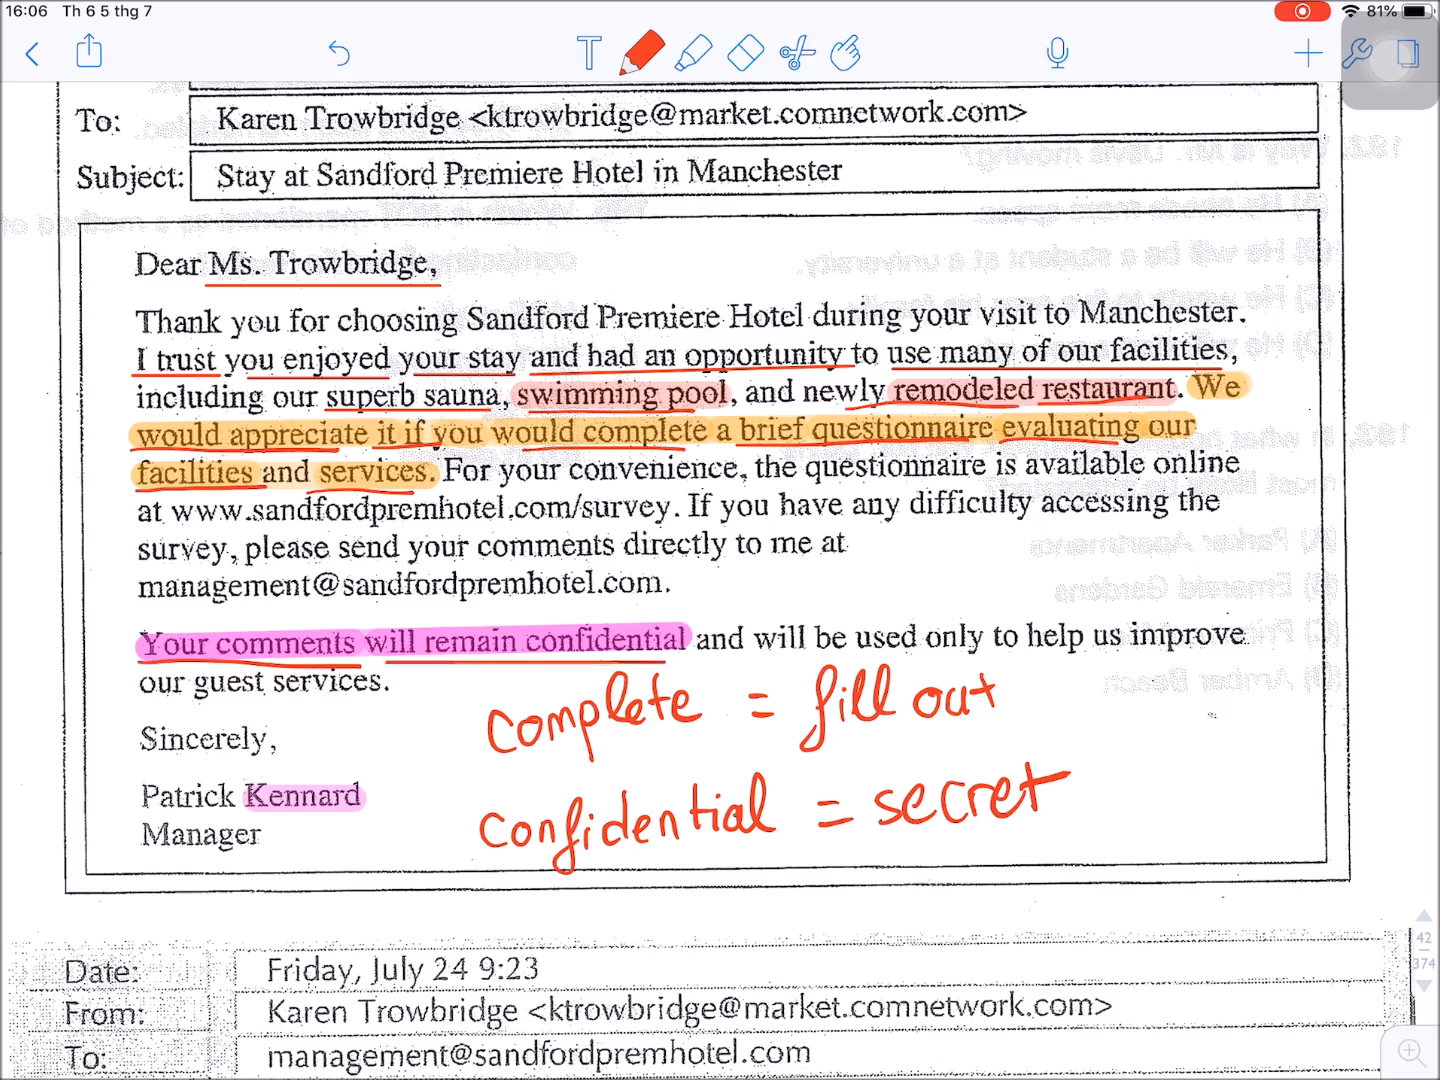 16:06 Th 6 5 thg 7
81%
To: Karen Trowbridge <ktrowbridge@market.comnetwork.com>
Subject: Stay at Sandford Premiere Hotel in Manchester
Dear Ms. Trowbridge,
Thank you for choosing Sandford Premiere Hotel during your visit to Manchester.
I trust you enjoyed your stay and had an opportunity to use many of our facilities,
including our superb sauna, swimming pool, and newly remodeled restaurant. We
would appreciate it if you would complete a brief questionnaire evaluating our
facilities and services. For your convenience, the questionnaire is available online
at www.sandfordpremhotel.com/survey. If you have any difficulty accessing the
survey, please send your comments directly to me at
management@sandfordpremhotel.com.
Your comments will remain confidential and will be used only to help us improve
our guest services.
complete = fill out
Sincerely,
confidential = secret
Patrick Kennard
Manager
42
374
Date: Friday, July 24 9:23
From: Karen Trowbridge <ktrowbridge@market.comnetwork.com>
To: management@sandfordpremhotel.com